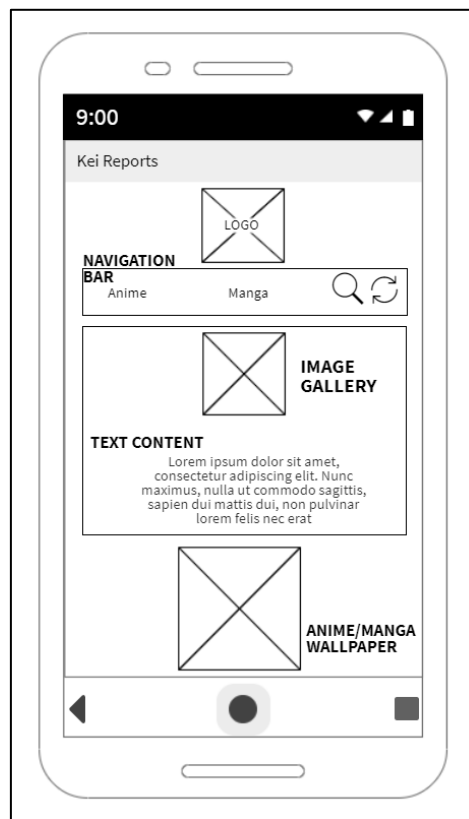 9:00
Kei Reports
LOGO
NAVIGATION
BAR
Anime Manga
IMAGE
GALLERY
TEXT CONTENT
Lorem ipsum dolor sit amet,
consectetur adipiscing elit. Nunc
maximus, nulla ut commodo sagittis,
sapien dui mattis dui, non pulvinar
lorem felis nec erat
ANIME/MANGA
WALLPAPER